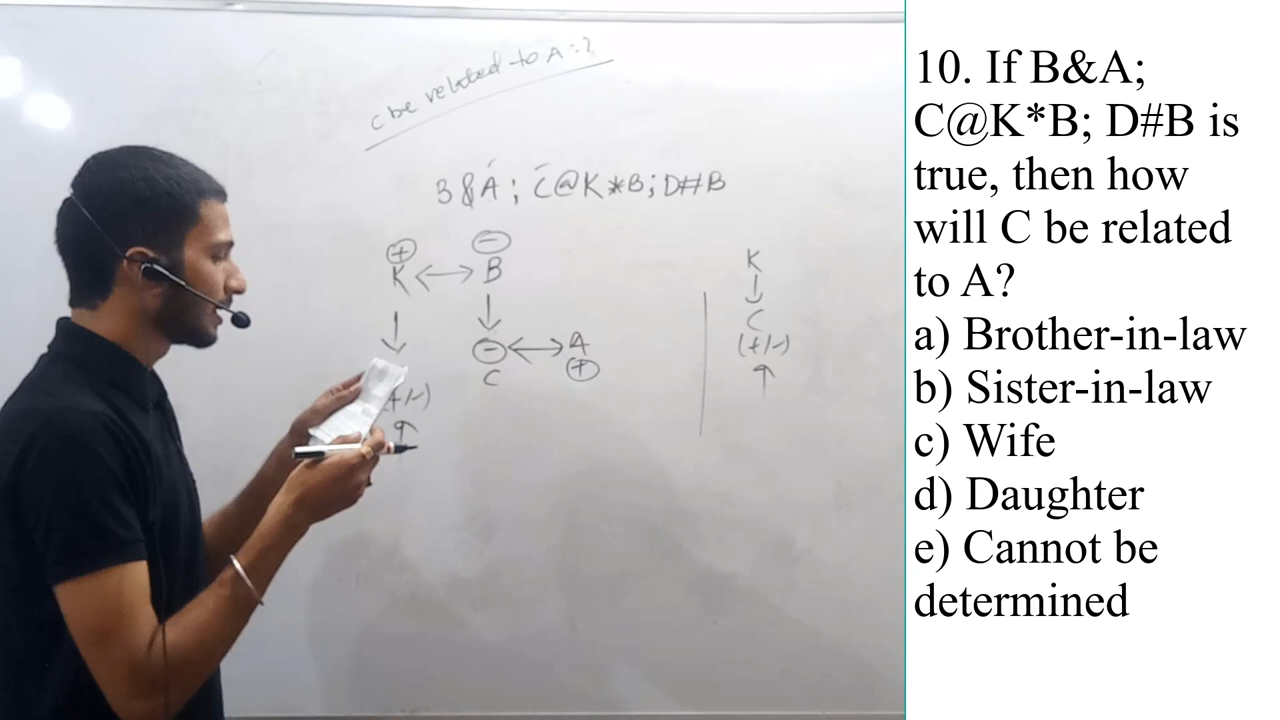 c be related to A:?
B&A; C@K*B; D#B
(+) (-)
K ↔ B K
↓ ↓ ↓
(-) ↔ A C
(+/-) C (+) (+/-)
↑ ↑
10. If B&A;
C@K*B; D#B is
true, then how
will C be related
to A?
a) Brother-in-law
b) Sister-in-law
c) Wife
d) Daughter
e) Cannot be
determined